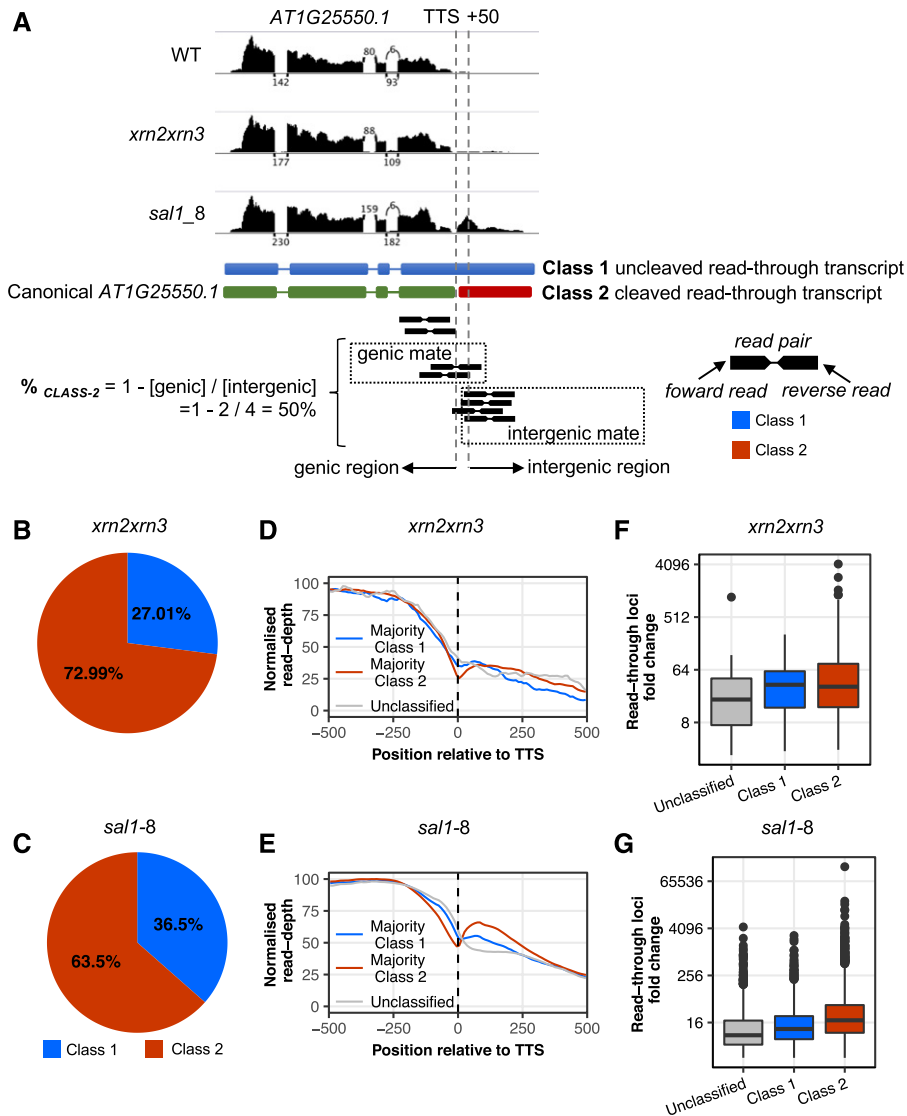 A
AT1G25550.1
TTS +50
WT
80
6
142
93
xrn2xrn3
88
177
109
sal1_8
159
6
230
182
Class 1 uncleaved read-through transcript
Canonical AT1G25550.1
Class 2 cleaved read-through transcript
genic mate
% CLASS-2 = 1 - [genic] / [intergenic]
=1 - 2 / 4 = 50%
intergenic mate
genic region
intergenic region
read pair
foward read
reverse read
Class 1
Class 2
B
xrn2xrn3
27.01%
72.99%
C
sal1-8
36.5%
63.5%
Class 1
Class 2
D
xrn2xrn3
Normalised
read-depth
100
75
50
25
0
Majority
Class 1
Majority
Class 2
Unclassified
-500
-250
0
250
500
Position relative to TTS
E
sal1-8
Normalised
read-depth
100
75
50
25
0
Majority
Class 1
Majority
Class 2
Unclassified
-500
-250
0
250
500
Position relative to TTS
F
xrn2xrn3
Read-through loci
fold change
4096
512
64
8
Unclassified
Class 1
Class 2
G
sal1-8
Read-through loci
fold change
65536
4096
256
16
Unclassified
Class 1
Class 2